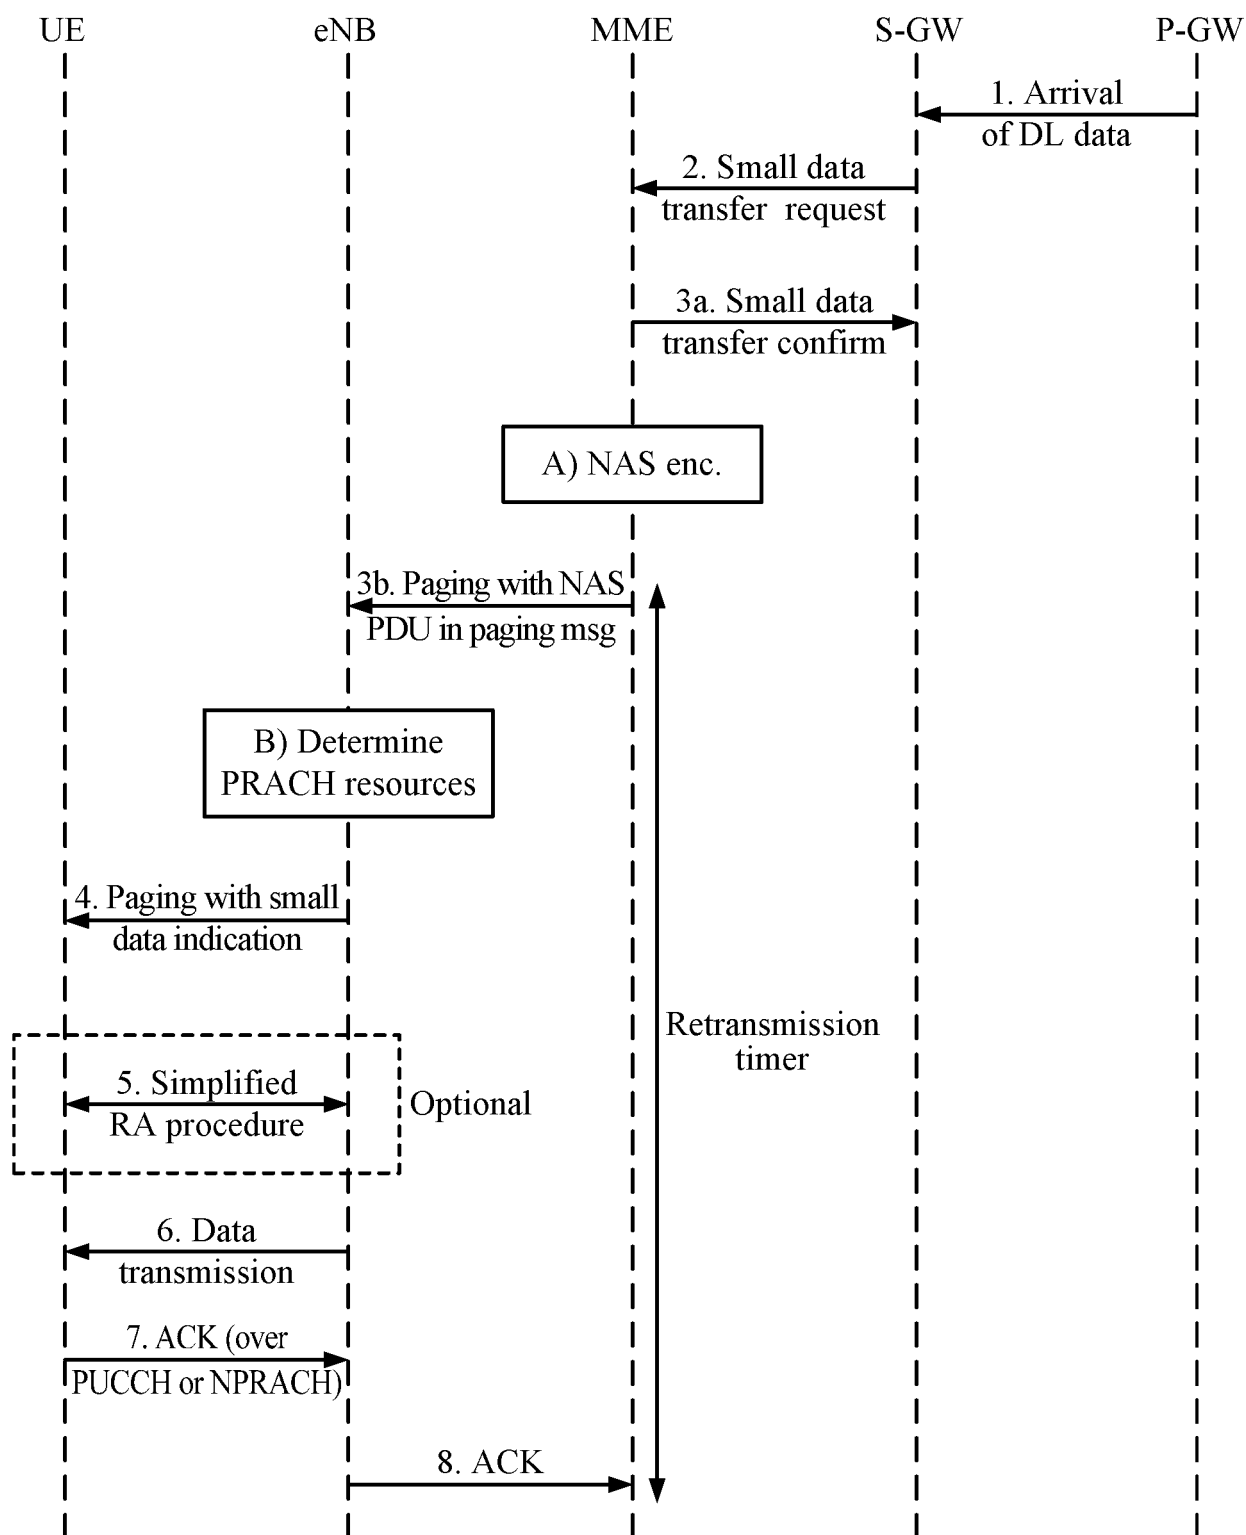 UE eNB MME S-GW P-GW
1. Arrival
of DL data
2. Small data
transfer request
3a. Small data
transfer confirm
A) NAS enc.
3b. Paging with NAS
PDU in paging msg
B) Determine
PRACH resources
4. Paging with small
data indication
Retransmission
timer
5. Simplified
RA procedure
Optional
6. Data
transmission
7. ACK (over
PUCCH or NPRACH)
8. ACK